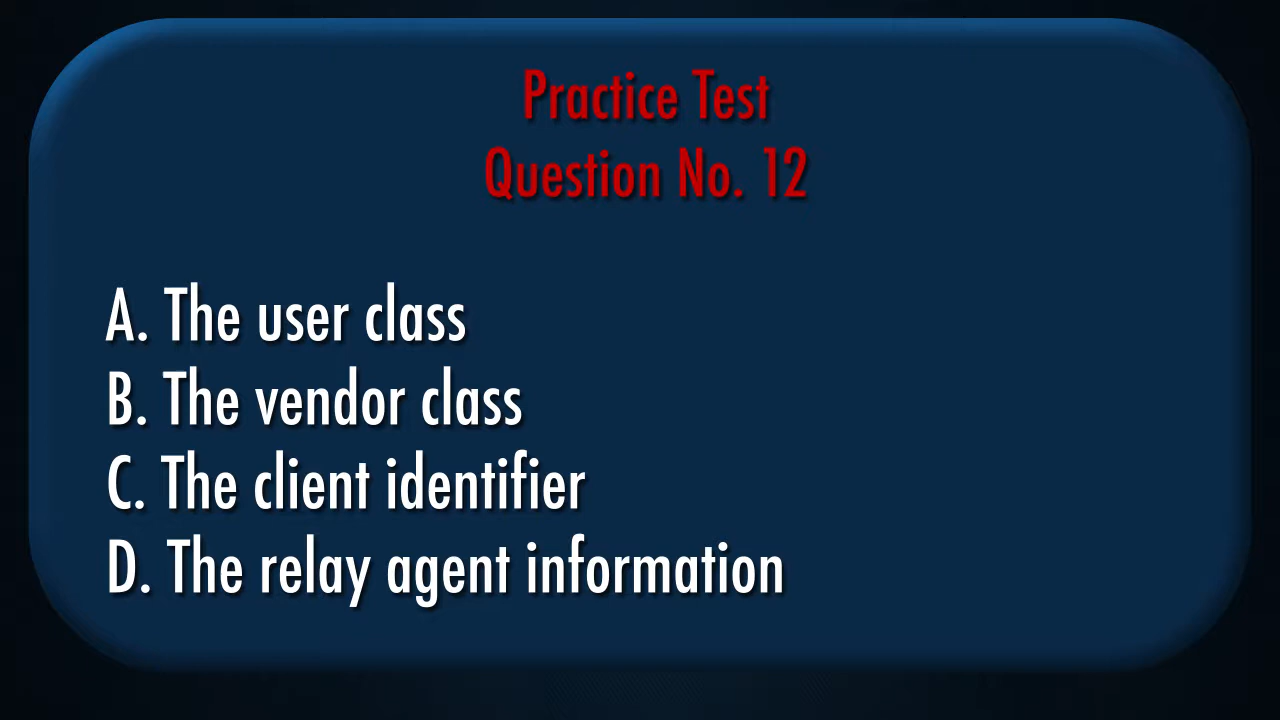 Practice Test
Question No. 12
A. The user class
B. The vendor class
C. The client identifier
D. The relay agent information